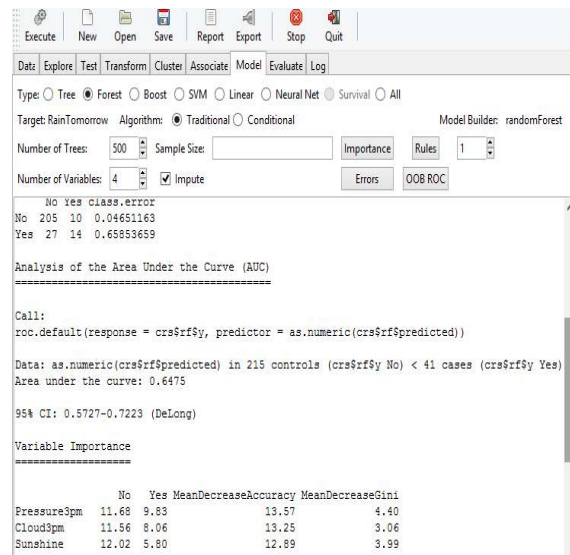 Execute New Open Save Report Export Stop Quit
Data Explore Test Transform Cluster Associate Model Evaluate Log
Type: Tree Forest Boost SVM Linear Neural Net Survival All
Target: RainTomorrow Algorithm: Traditional Conditional Model Builder: randomForest
Number of Trees: 500 Sample Size: Importance Rules 1
Number of Variables: 4 Impute Errors OOB ROC
No Yes class.error
No 205 10 0.04651163
Yes 27 14 0.65853659
Analysis of the Area Under the Curve (AUC)
==========================================
Call:
roc.default(response = crs$rf$y, predictor = as.numeric(crs$rf$predicted))
Data: as.numeric(crs$rf$predicted) in 215 controls (crs$rf$y No) < 41 cases (crs$rf$y Yes)
Area under the curve: 0.6475
95% CI: 0.5727-0.7223 (DeLong)
Variable Importance
===================
No Yes MeanDecreaseAccuracy MeanDecreaseGini
Pressure3pm 11.68 9.83 13.57 4.40
Cloud3pm 11.56 8.06 13.25 3.06
Sunshine 12.02 5.80 12.89 3.99